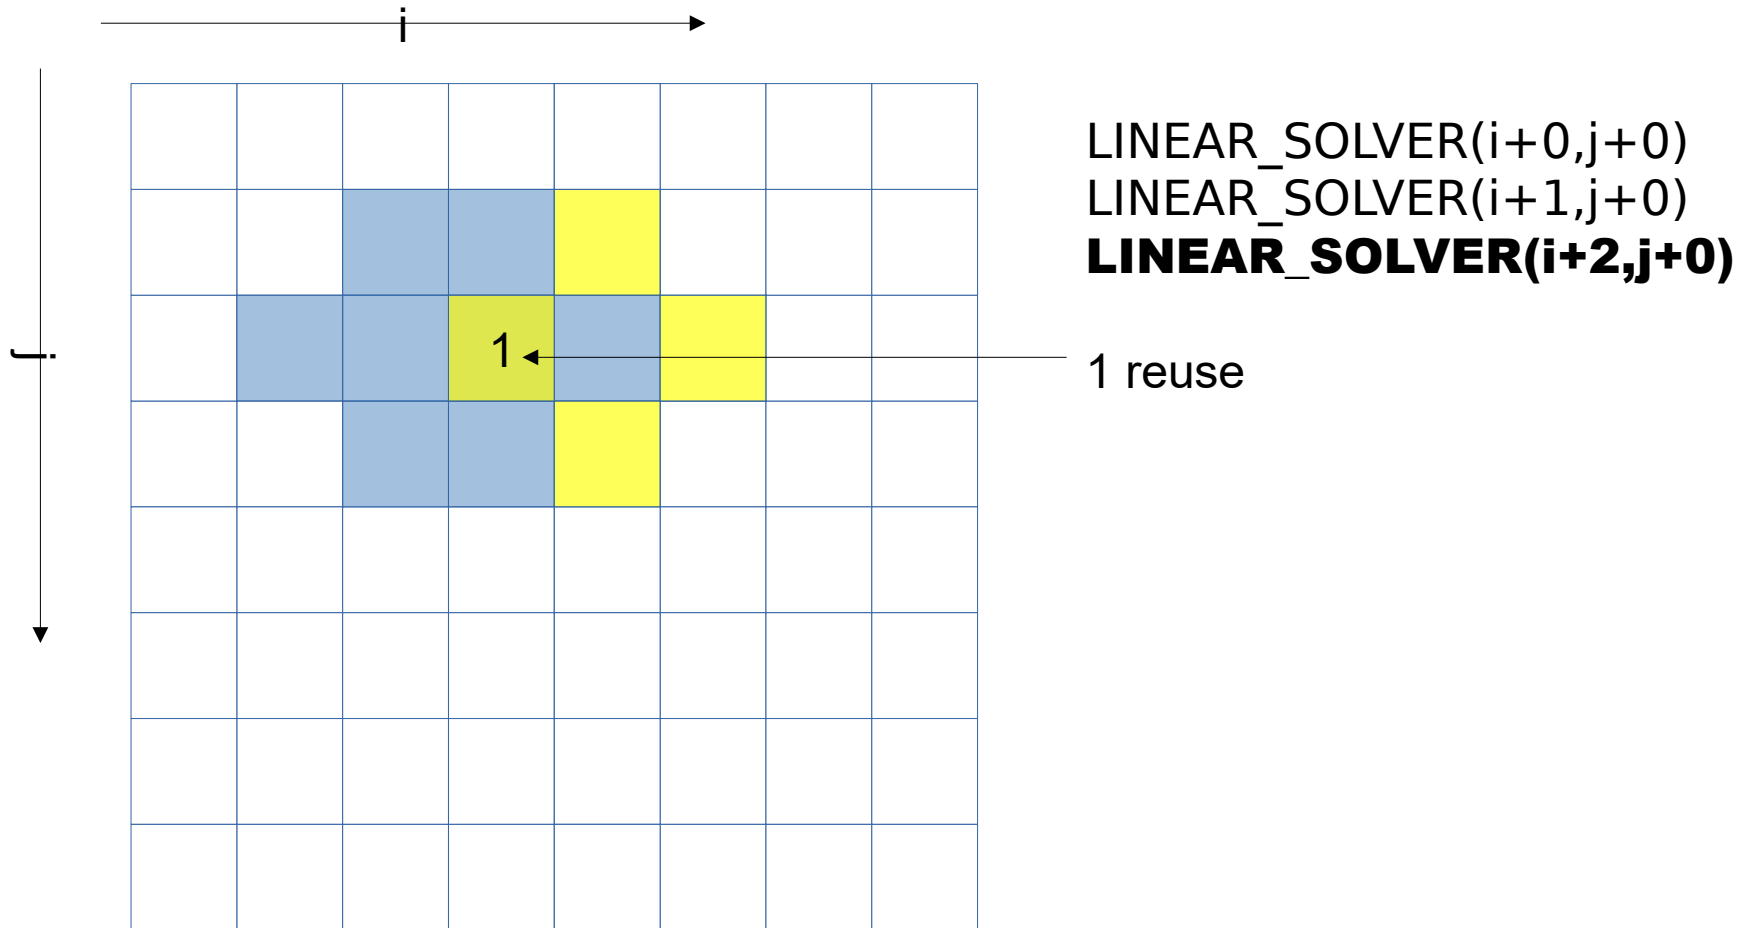 i
j
LINEAR_SOLVER(i+0,j+0)
LINEAR_SOLVER(i+1,j+0)
LINEAR_SOLVER(i+2,j+0)
1
1 reuse